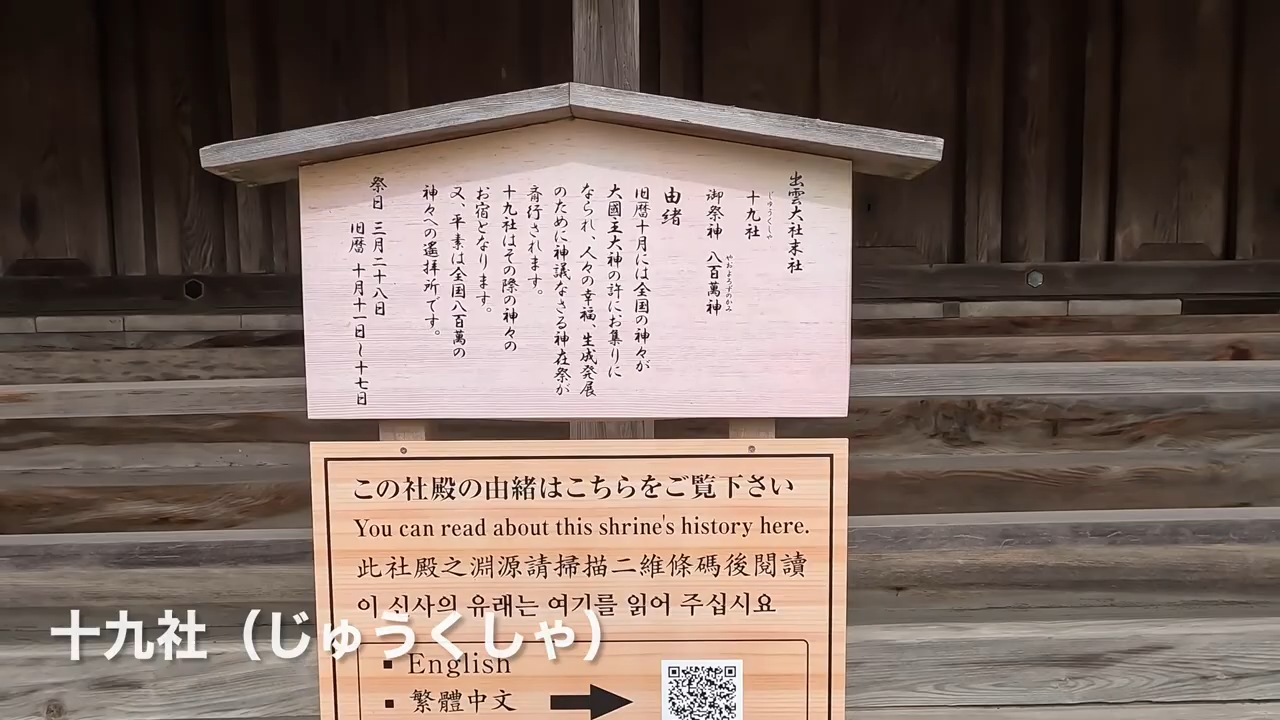 出雲大社末社
十九社
じゅうくしゃ
御祭神 八百萬神
やおよろずのかみ
由緒
旧暦十月には全国の神々が
大國主大神の許にお集りに
なられ、人々の幸福、生成発展
のために神議なさる神在祭が
斎行されます。
十九社はその際の神々の
お宿となります。
又、平素は全国八百萬の
神々への遙拝所です。
祭日 三月二十八日
旧暦 十月十一日~十七日
この社殿の由緒はこちらをご覧下さい
You can read about this shrine's history here.
此社殿之淵源請掃描二維條碼後閱讀
이 신사의 유래는 여기를 읽어 주십시요
■ English
■ 繁體中文
十九社（じゅうくしゃ）